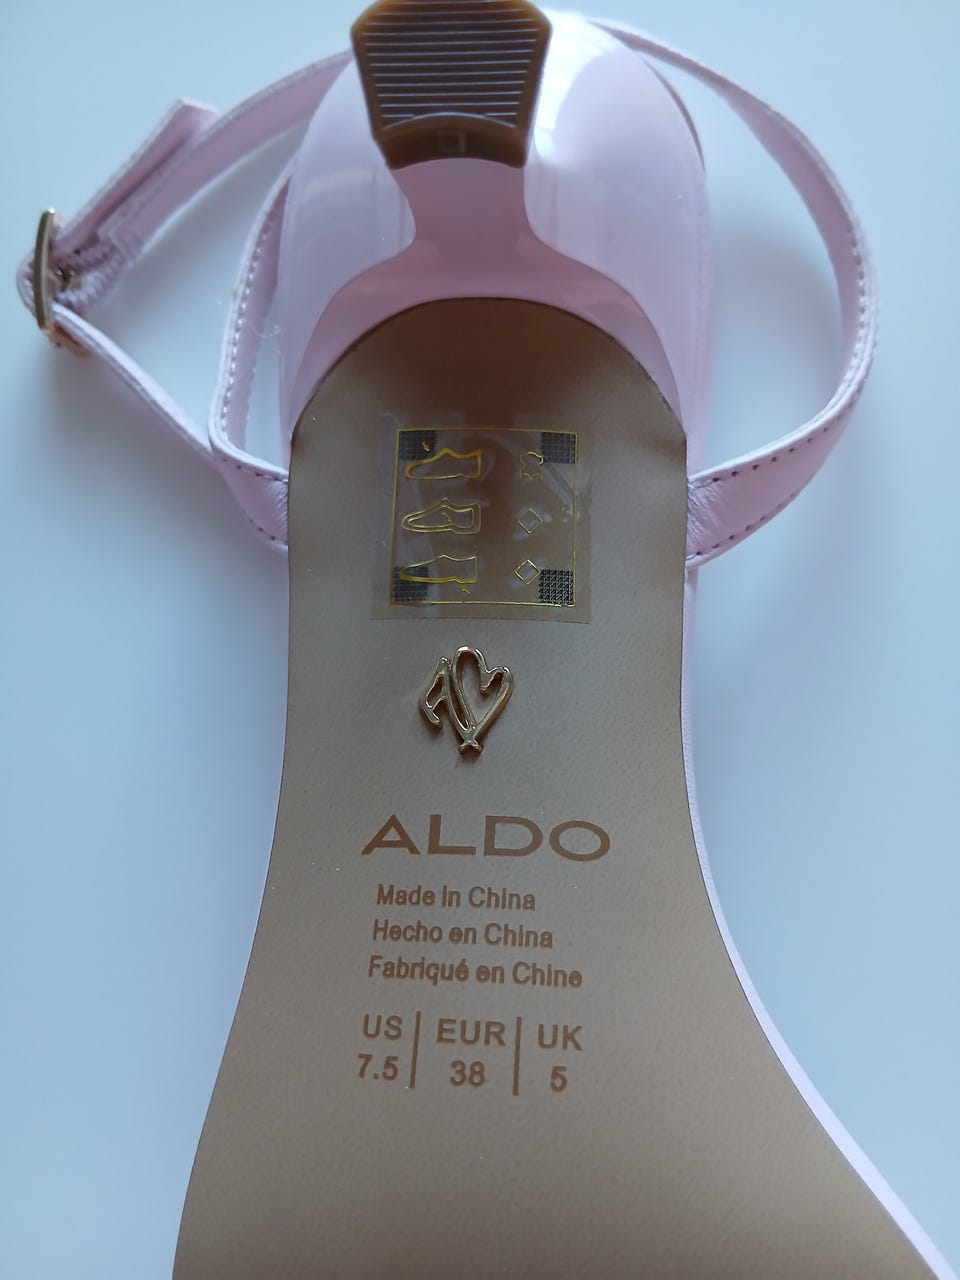 ALDO
Made in China
Hecho en China
Fabriqué en Chine
US | EUR | UK
7.5 | 38 | 5